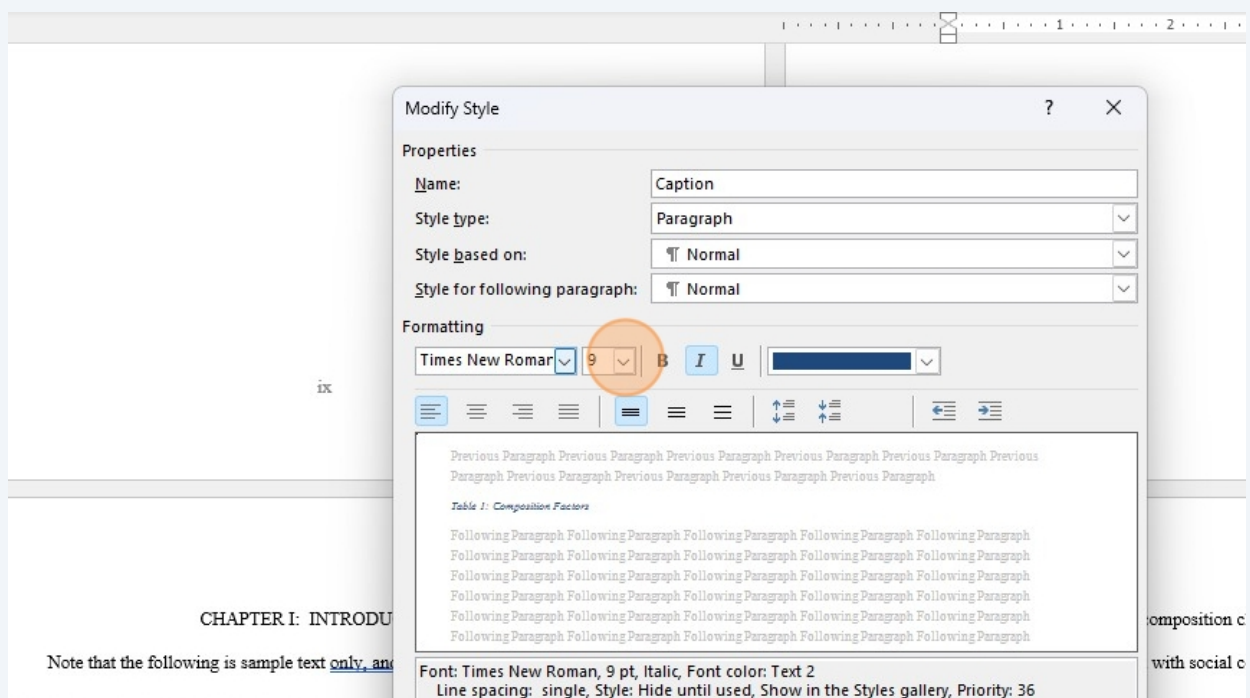 1 2
Modify Style ? ×
Properties
Name: Caption
Style type: Paragraph
Style based on: ¶ Normal
Style for following paragraph: ¶ Normal
Formatting
Times New Roman 9 B I U
ix
Previous Paragraph Previous Paragraph Previous Paragraph Previous Paragraph Previous Paragraph Previous
Paragraph Previous Paragraph Previous Paragraph Previous Paragraph Previous Paragraph
Table 1: Composition Factors
Following Paragraph Following Paragraph Following Paragraph Following Paragraph Following Paragraph
Following Paragraph Following Paragraph Following Paragraph Following Paragraph Following Paragraph
Following Paragraph Following Paragraph Following Paragraph Following Paragraph Following Paragraph
Following Paragraph Following Paragraph Following Paragraph Following Paragraph Following Paragraph
CHAPTER I: INTRODU Following Paragraph Following Paragraph Following Paragraph Following Paragraph Following Paragraph omposition c
Following Paragraph Following Paragraph Following Paragraph Following Paragraph Following Paragraph
Note that the following is sample text only, an with social c
Font: Times New Roman, 9 pt, Italic, Font color: Text 2
Line spacing: single, Style: Hide until used, Show in the Styles gallery, Priority: 36